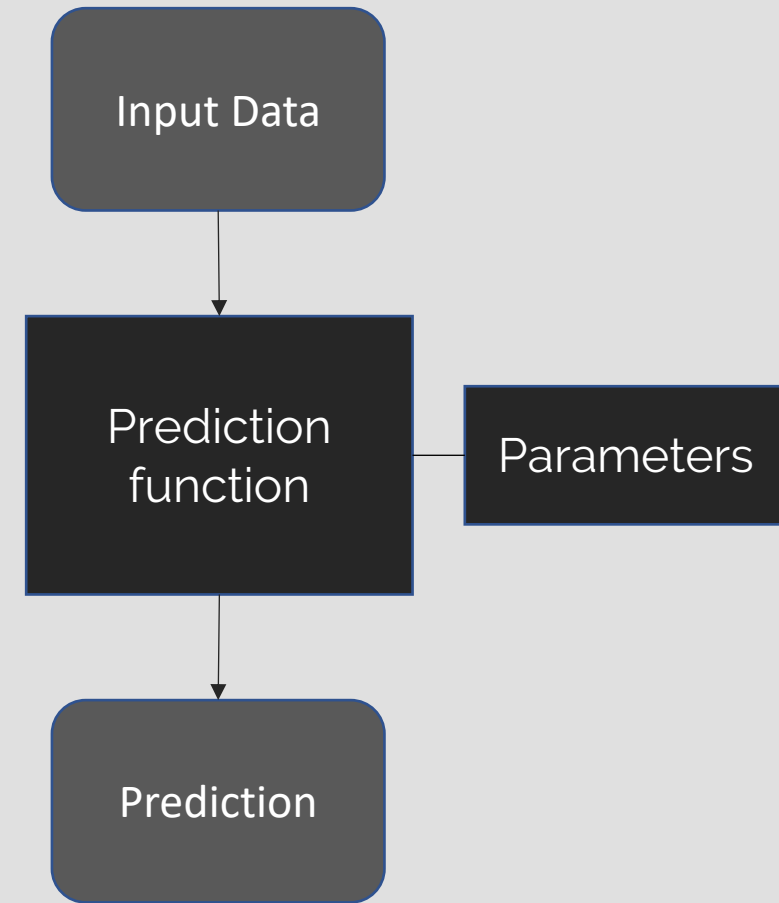 Input Data
Prediction
function
Parameters
Prediction